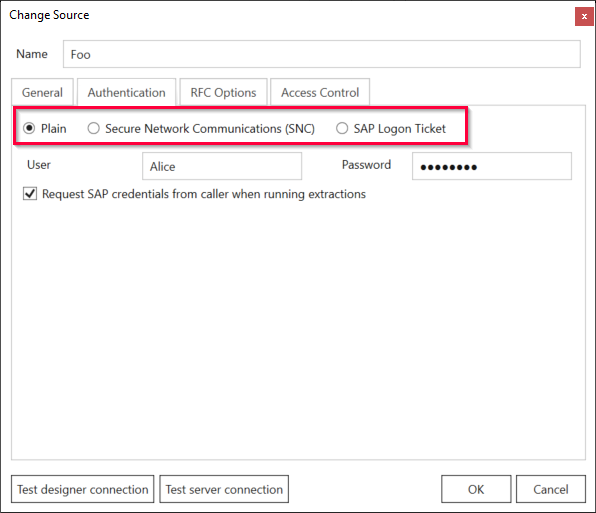 Change Source
x
Name Foo
General Authentication RFC Options Access Control
Plain Secure Network Communications (SNC) SAP Logon Ticket
User Alice Password ●●●●●●●●
Request SAP credentials from caller when running extractions
Test designer connection Test server connection OK Cancel